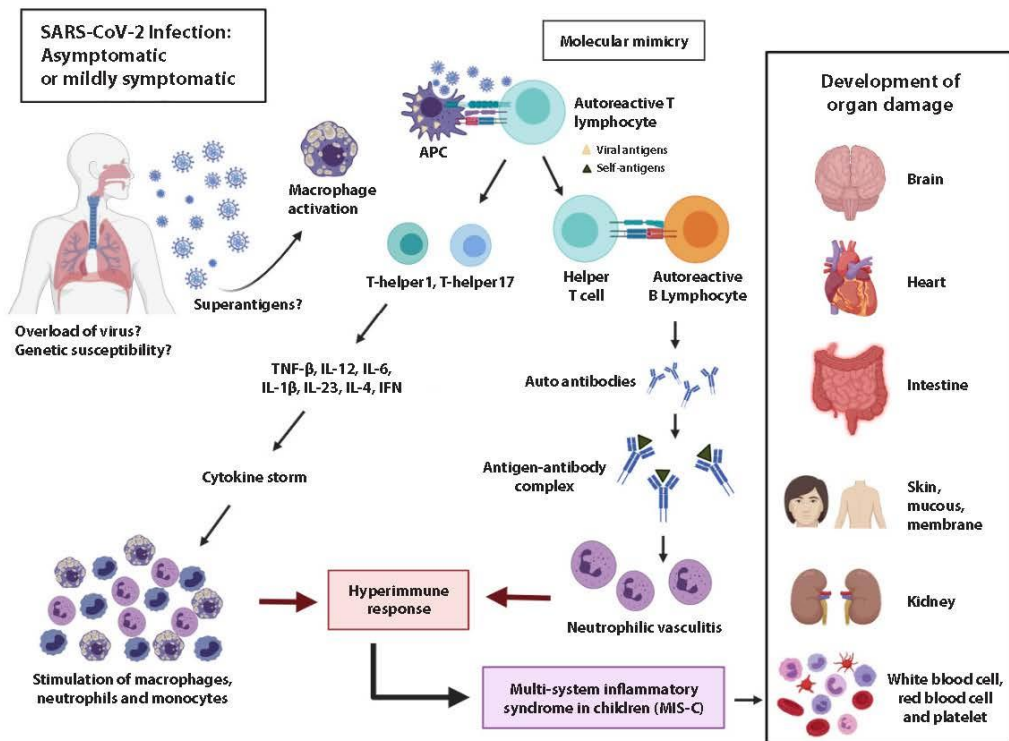 SARS-CoV-2 Infection:
Asymptomatic
or mildly symptomatic
Macrophage
activation
Superantigens?
Overload of virus?
Genetic susceptibility?
Molecular mimicry
APC
Autoreactive T
lymphocyte
Viral antigens
Self-antigens
T-helper1, T-helper17
Helper
T cell
Autoreactive
B Lymphocyte
TNF-β, IL-12, IL-6,
IL-1β, IL-23, IL-4, IFN
Cytokine storm
Auto antibodies
Antigen-antibody
complex
Stimulation of macrophages,
neutrophils and monocytes
Hyperimmune
response
Neutrophilic vasculitis
Multi-system inflammatory
syndrome in children (MIS-C)
Development of
organ damage
Brain
Heart
Intestine
Skin,
mucous,
membrane
Kidney
White blood cell,
red blood cell
and platelet